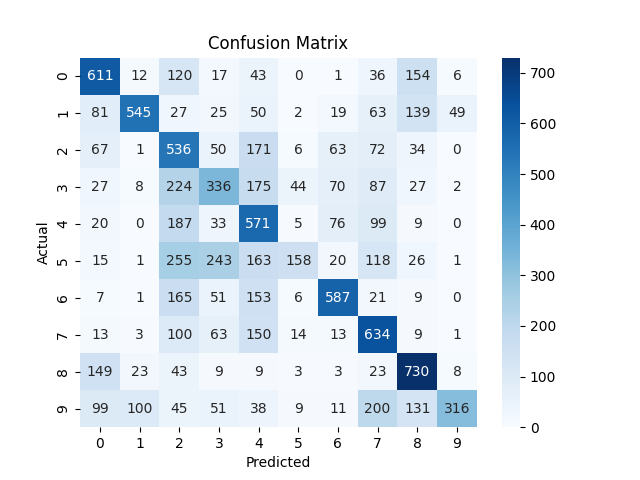 Confusion Matrix
0 611 12 120 17 43 0 1 36 154 6
1 81 545 27 25 50 2 19 63 139 49
2 67 1 536 50 171 6 63 72 34 0
3 27 8 224 336 175 44 70 87 27 2
4 20 0 187 33 571 5 76 99 9 0
5 15 1 255 243 163 158 20 118 26 1
6 7 1 165 51 153 6 587 21 9 0
7 13 3 100 63 150 14 13 634 9 1
8 149 23 43 9 9 3 3 23 730 8
9 99 100 45 51 38 9 11 200 131 316
0 1 2 3 4 5 6 7 8 9
Predicted
Actual
700
600
500
400
300
200
100
0